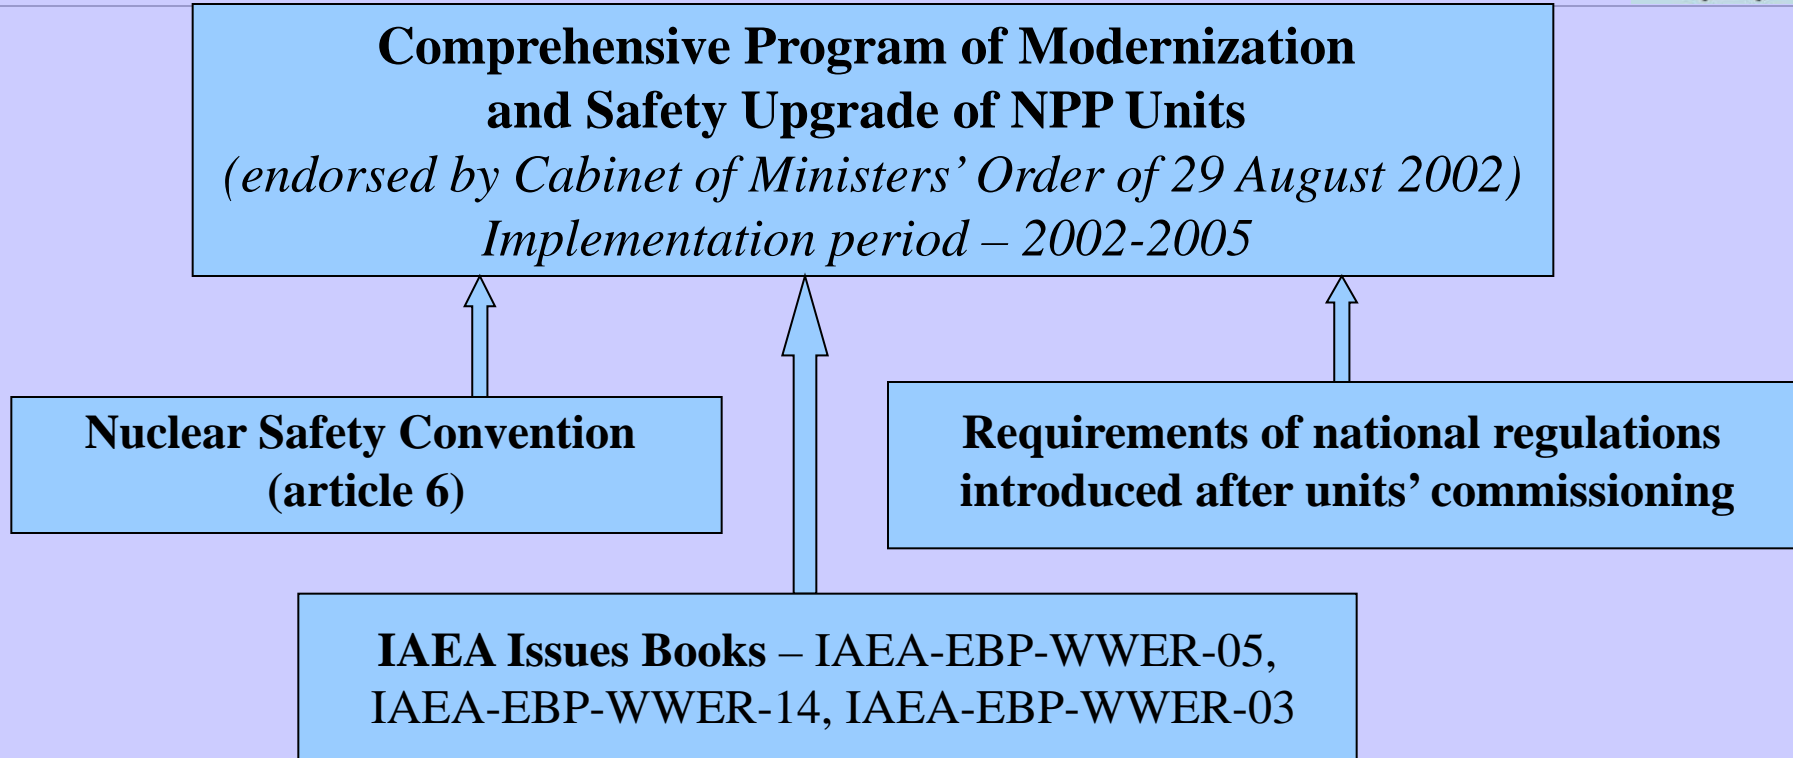 Comprehensive Program of Modernization
and Safety Upgrade of NPP Units
(endorsed by Cabinet of Ministers’ Order of 29 August 2002)
Implementation period – 2002-2005
Nuclear Safety Convention
(article 6)
Requirements of national regulations
introduced after units’ commissioning
IAEA Issues Books – IAEA-EBP-WWER-05,
IAEA-EBP-WWER-14, IAEA-EBP-WWER-03